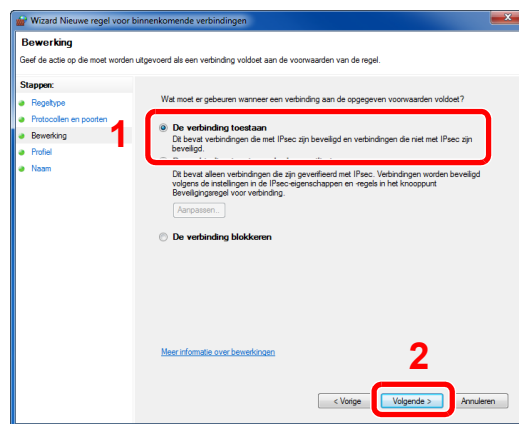 Wizard Nieuwe regel voor binnenkomende verbindingen
Bewerking
Geef de actie op die moet worden uitgevoerd als een verbinding voldoet aan de voorwaarden van de regel.
Stappen:
Regeltype
Protocollen en poorten
Bewerking
Profiel
Naam
1
Wat moet er gebeuren wanneer een verbinding aan de opgegeven voorwaarden voldoet?
De verbinding toestaan
Dit bevat verbindingen die met IPsec zijn beveiligd en verbindingen die niet met IPsec zijn
beveiligd.
Dit bevat alleen verbindingen die zijn geverifieerd met IPsec. Verbindingen worden beveiligd
volgens de instellingen in de IPsec-eigenschappen en -regels in het knooppunt
Beveiligingsregel voor verbinding.
Aanpassen...
De verbinding blokkeren
Meer informatie over bewerkingen
2
< Vorige
Volgende >
Annuleren